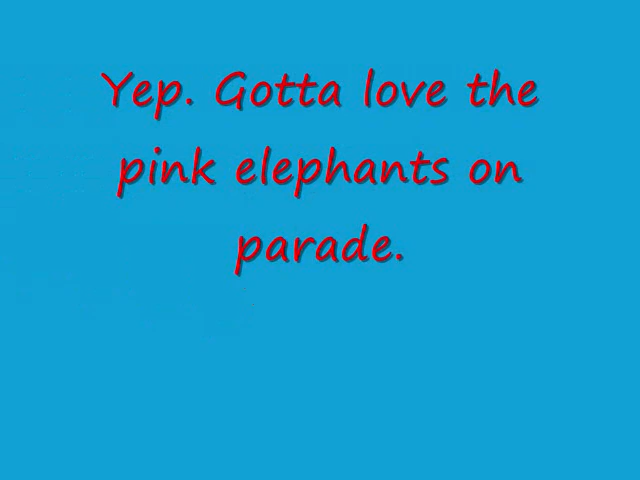 Yep. Gotta love the
pink elephants on
parade.